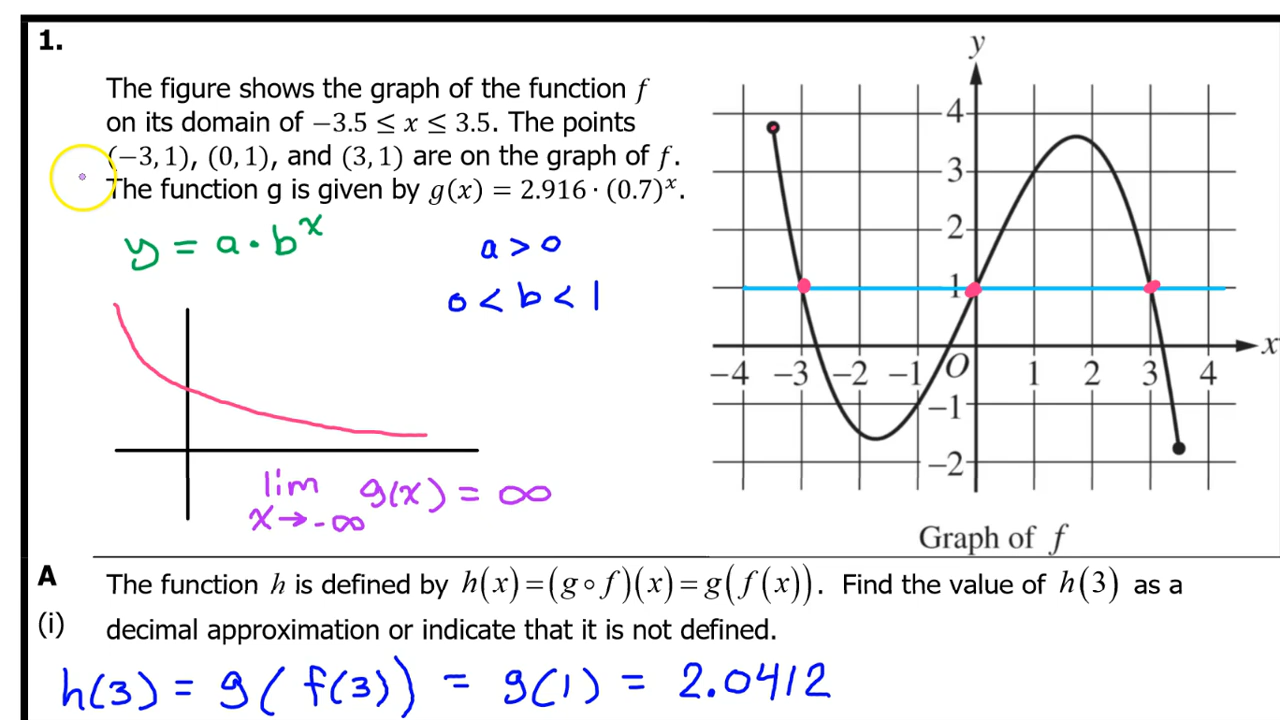 1.
The figure shows the graph of the function f
on its domain of −3.5 ≤ x ≤ 3.5. The points
(−3, 1), (0, 1), and (3, 1) are on the graph of f.
The function g is given by g(x) = 2.916 · (0.7)^x.
y = a · b^x
a > 0
0 < b < 1
lim x→-∞ g(x) = ∞
y
4
3
2
1
−4 −3 −2 −1 O 1 2 3 4 x
−1
−2
Graph of f
A The function h is defined by h(x) = (g ∘ f)(x) = g(f(x)). Find the value of h(3) as a
(i) decimal approximation or indicate that it is not defined.
h(3) = g(f(3)) = g(1) = 2.0412